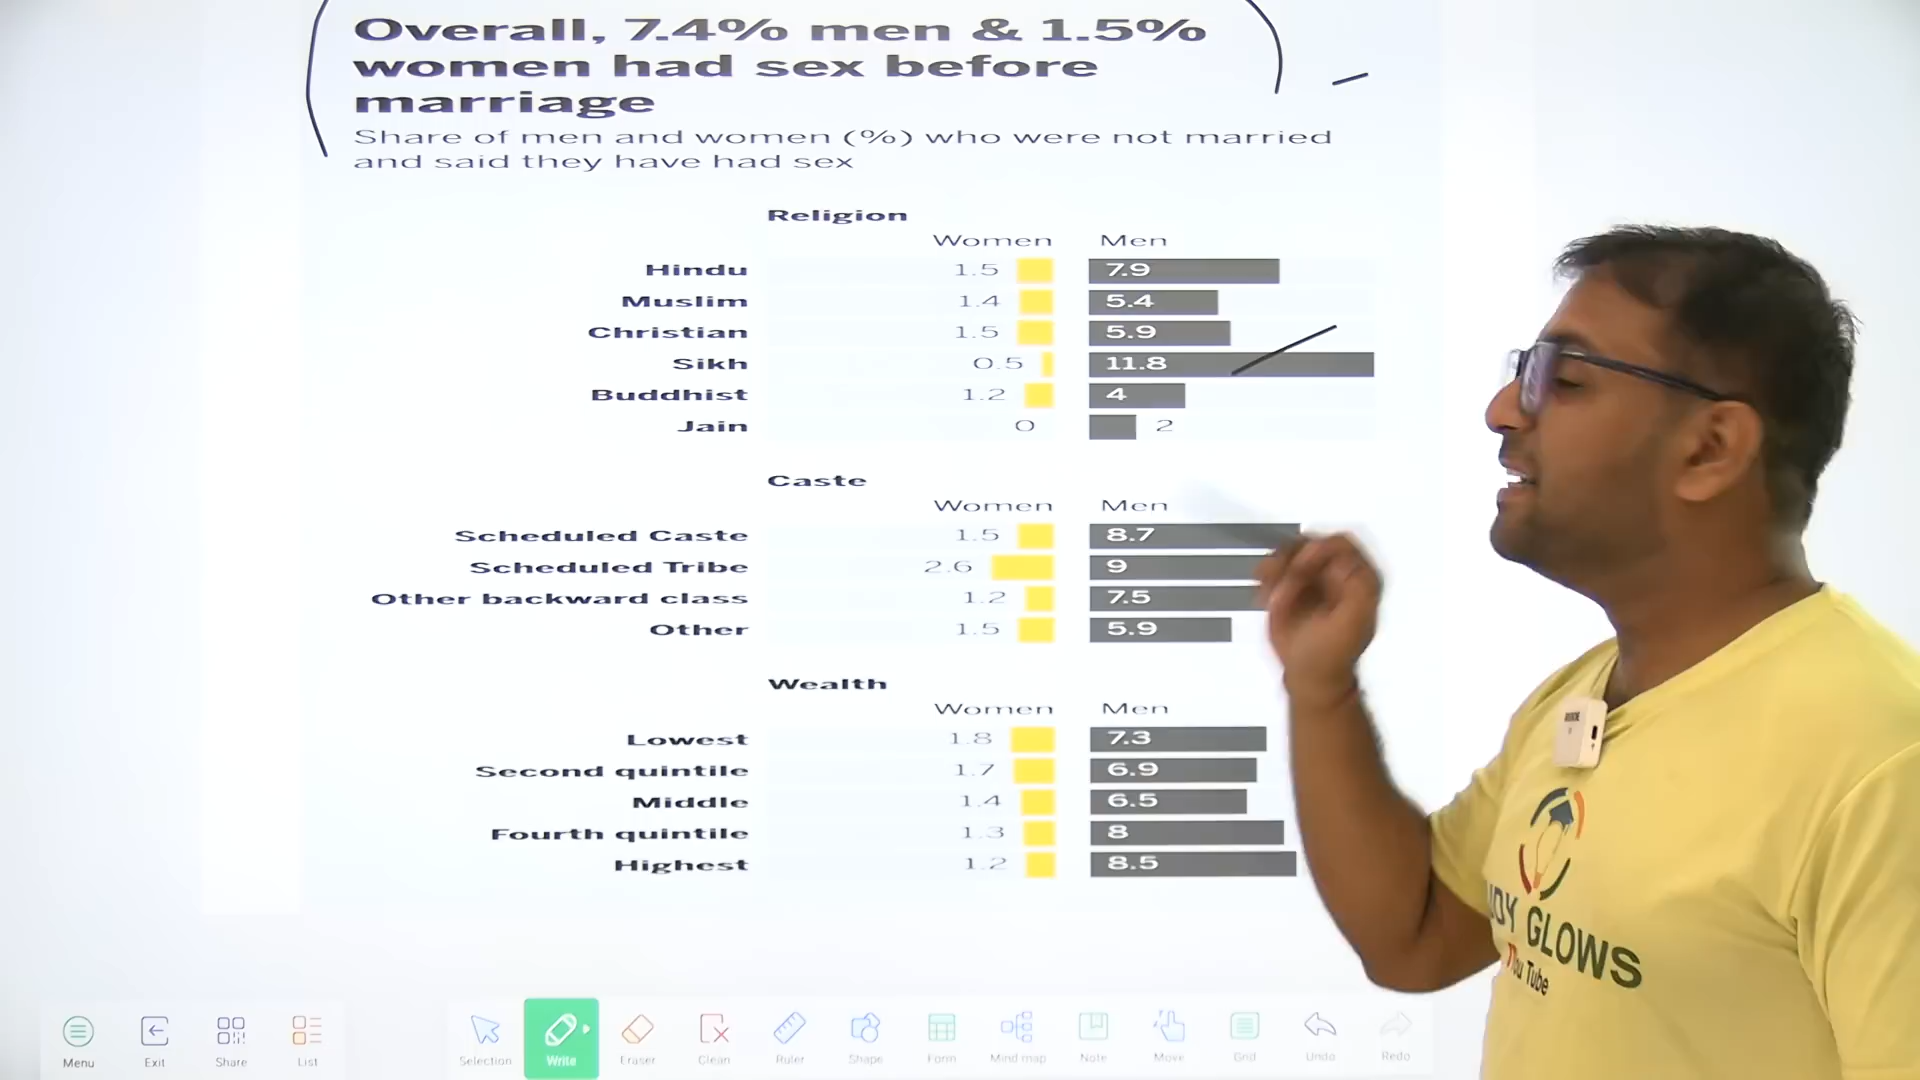 Overall, 7.4% men & 1.5%
women had sex before
marriage
Share of men and women (%) who were not married
and said they have had sex
Religion
Women Men
Hindu 1.5 7.9
Muslim 1.4 5.4
Christian 1.5 5.9
Sikh 0.5 11.8
Buddhist 1.2 4
Jain 0 2
Caste
Women Men
Scheduled Caste 1.5 8.7
Scheduled Tribe 2.6 9
Other backward class 1.2 7.5
Other 1.5 5.9
Wealth
Women Men
Lowest 1.8 7.3
Second quintile 1.7 6.9
Middle 1.4 6.5
Fourth quintile 1.3 8
Highest 1.2 8.5
GLOWS
You Tube
Menu Exit Share List Selection Write Eraser Clean Ruler Shape Form Mind map Note Move Grid Undo Redo